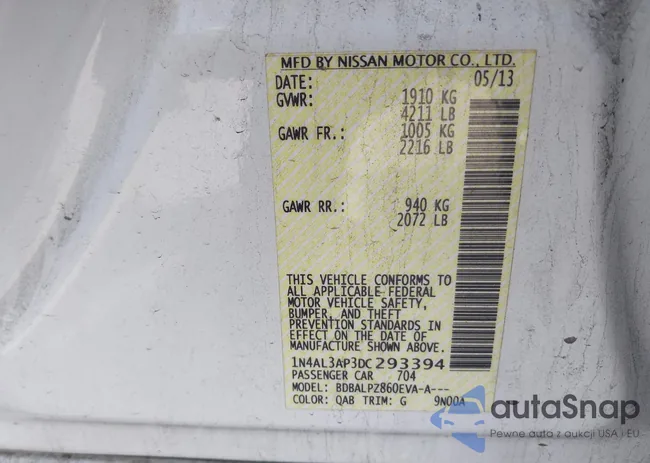 MFD BY NISSAN MOTOR CO., LTD.
DATE: 05/13
GVWR: 1910 KG
4211 LB
GAWR FR.: 1005 KG
2216 LB
GAWR RR.: 940 KG
2072 LB
THIS VEHICLE CONFORMS TO
ALL APPLICABLE FEDERAL
MOTOR VEHICLE SAFETY,
BUMPER, AND THEFT
PREVENTION STANDARDS IN
EFFECT ON THE DATE OF
MANUFACTURE SHOWN ABOVE.
1N4AL3AP3DC293394
PASSENGER CAR 704
MODEL: BDBALPZ860EVA-A---
COLOR: QAB TRIM: G 9N00A
autaSnap
Pewne auto z aukcji USA i EU